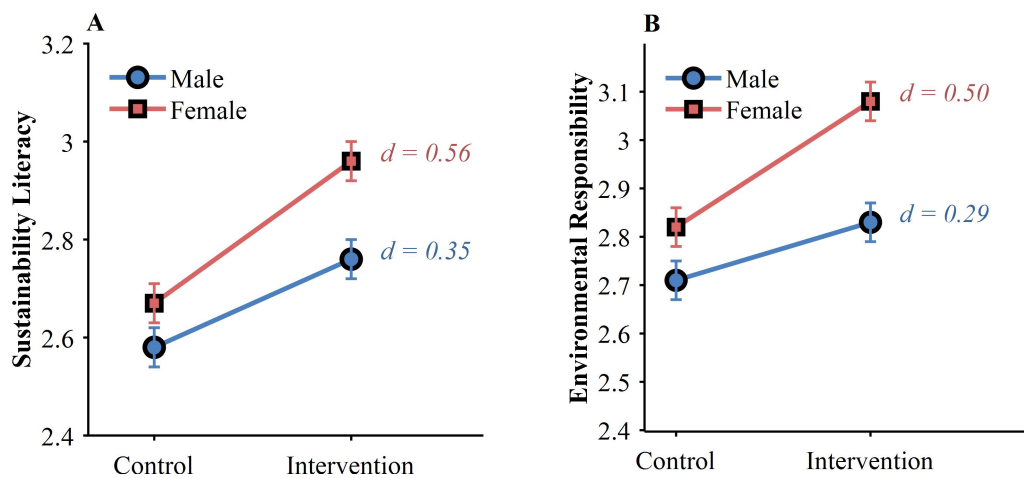 A
Sustainability Literacy
3.2
3
2.8
2.6
2.4
Male
Female
d = 0.56
d = 0.35
Control
Intervention
B
Environmental Responsibility
3.1
3
2.9
2.8
2.7
2.6
2.5
2.4
Male
Female
d = 0.50
d = 0.29
Control
Intervention